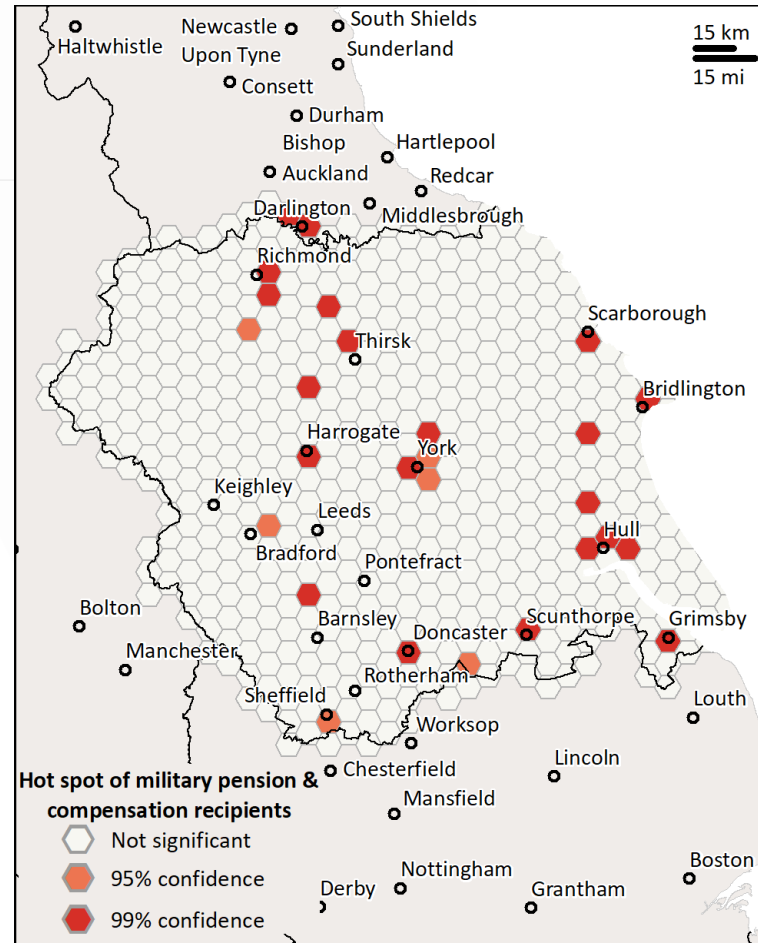 Newcastle
Upon Tyne
South Shields
Haltwhistle
Sunderland
15 km
15 mi
Consett
Durham
Bishop
Auckland
Hartlepool
Redcar
Darlington
Middlesbrough
Richmond
Scarborough
Thirsk
Bridlington
Harrogate
York
Keighley
Leeds
Hull
Bradford
Pontefract
Bolton
Barnsley
Scunthorpe
Grimsby
Doncaster
Manchester
Rotherham
Sheffield
Louth
Worksop
Lincoln
Chesterfield
Mansfield
Hot spot of military pension &
compensation recipients
Not significant
95% confidence
99% confidence
Nottingham
Boston
Derby
Grantham